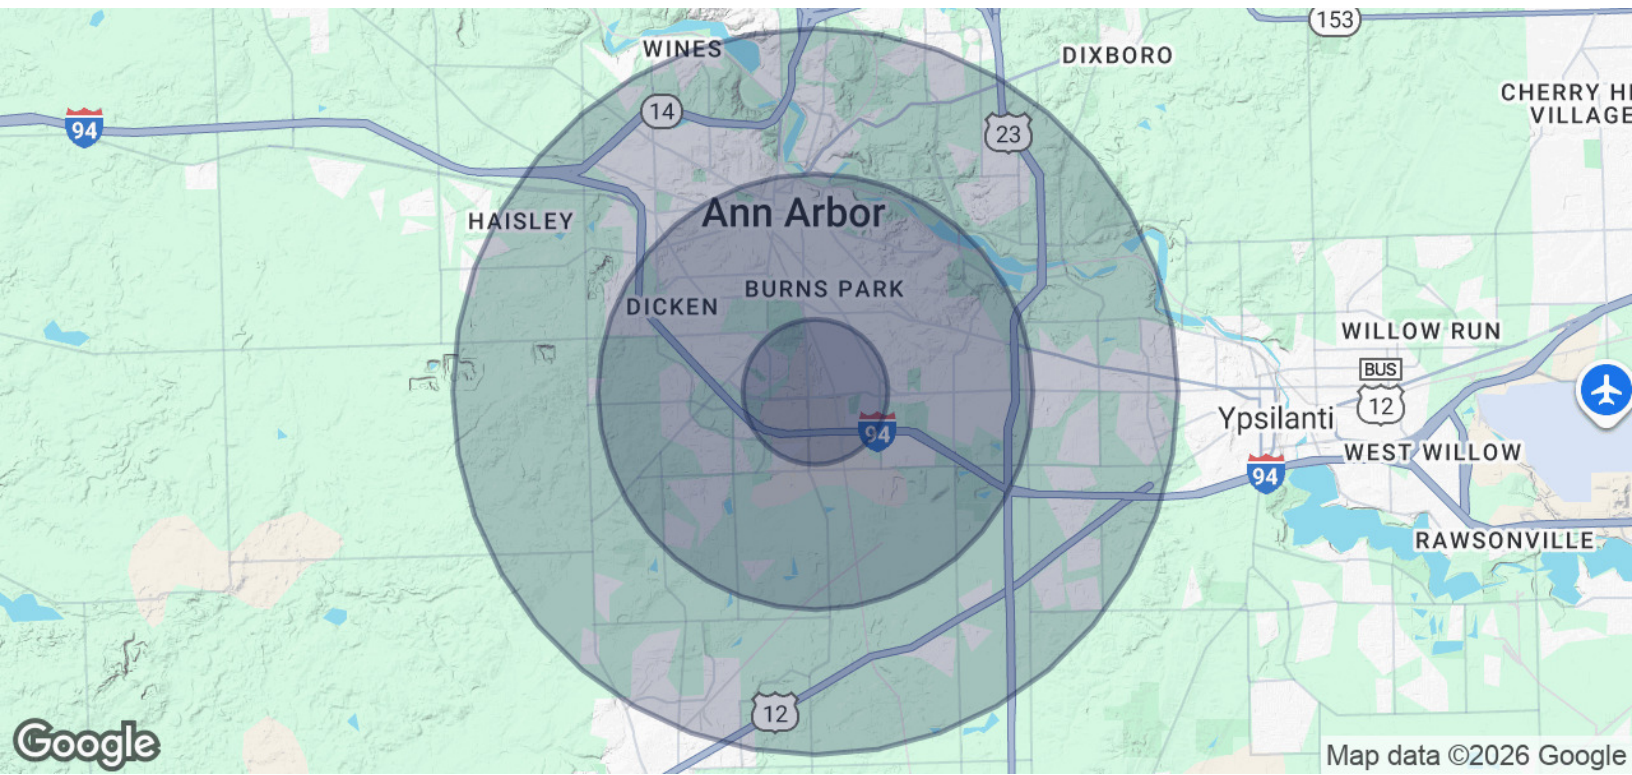 153
WINES
DIXBORO
CHERRY HI
VILLAGE
94
14
23
Ann Arbor
HAISLEY
BURNS PARK
DICKEN
WILLOW RUN
BUS
12
Ypsilanti
94
WEST WILLOW
94
RAWSONVILLE
12
Google
Map data ©2026 Google